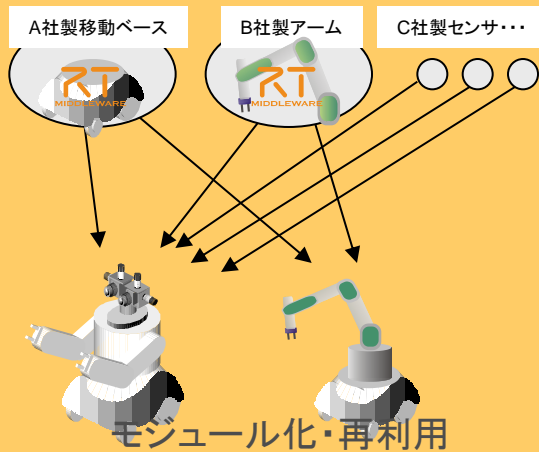 A社製移動ベース
B社製アーム
C社製センサ･･･
RT
MIDDLEWARE
RT
MIDDLEWARE
モジュール化･再利用